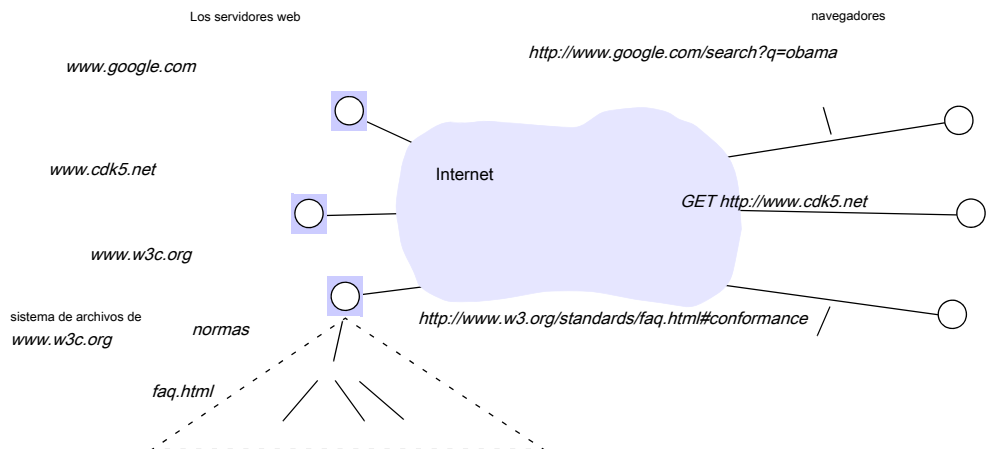 Los servidores web
navegadores
http://www.google.com/search?q=obama
www.google.com
www.cdk5.net
Internet
GET http://www.cdk5.net
www.w3c.org
sistema de archivos de
www.w3c.org
normas
http://www.w3.org/standards/faq.html#conformance
faq.html